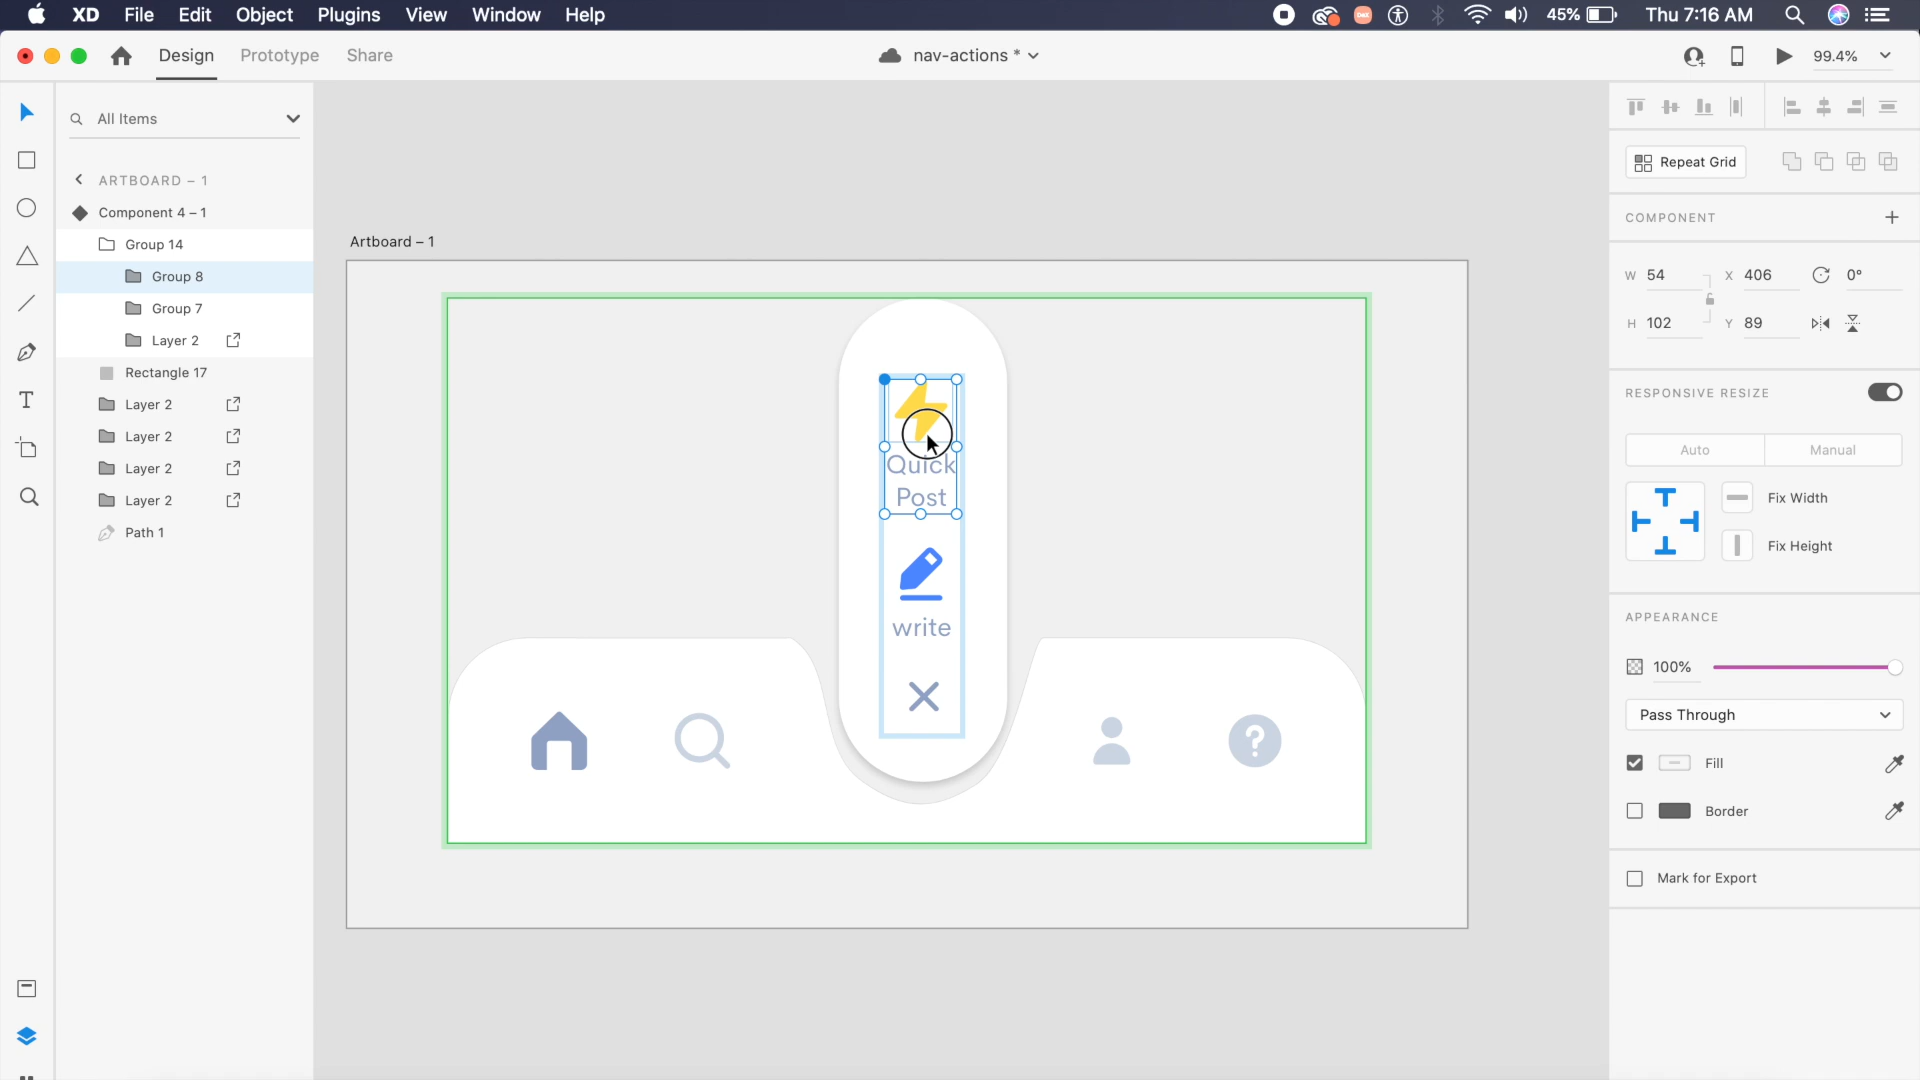 XD File Edit Object Plugins View Window Help 45% Thu 7:16 AM
Design Prototype Share nav-actions * 99.4%
All Items
ARTBOARD – 1
Component 4 – 1
Group 14
Group 8
Group 7
Layer 2
Rectangle 17
Layer 2
Layer 2
Layer 2
Layer 2
Path 1
Artboard – 1
Quick
Post
write
?
Repeat Grid
COMPONENT
W 54 X 406 0°
H 102 Y 89
RESPONSIVE RESIZE
Auto Manual
Fix Width
Fix Height
APPEARANCE
100%
Pass Through
Fill
Border
Mark for Export